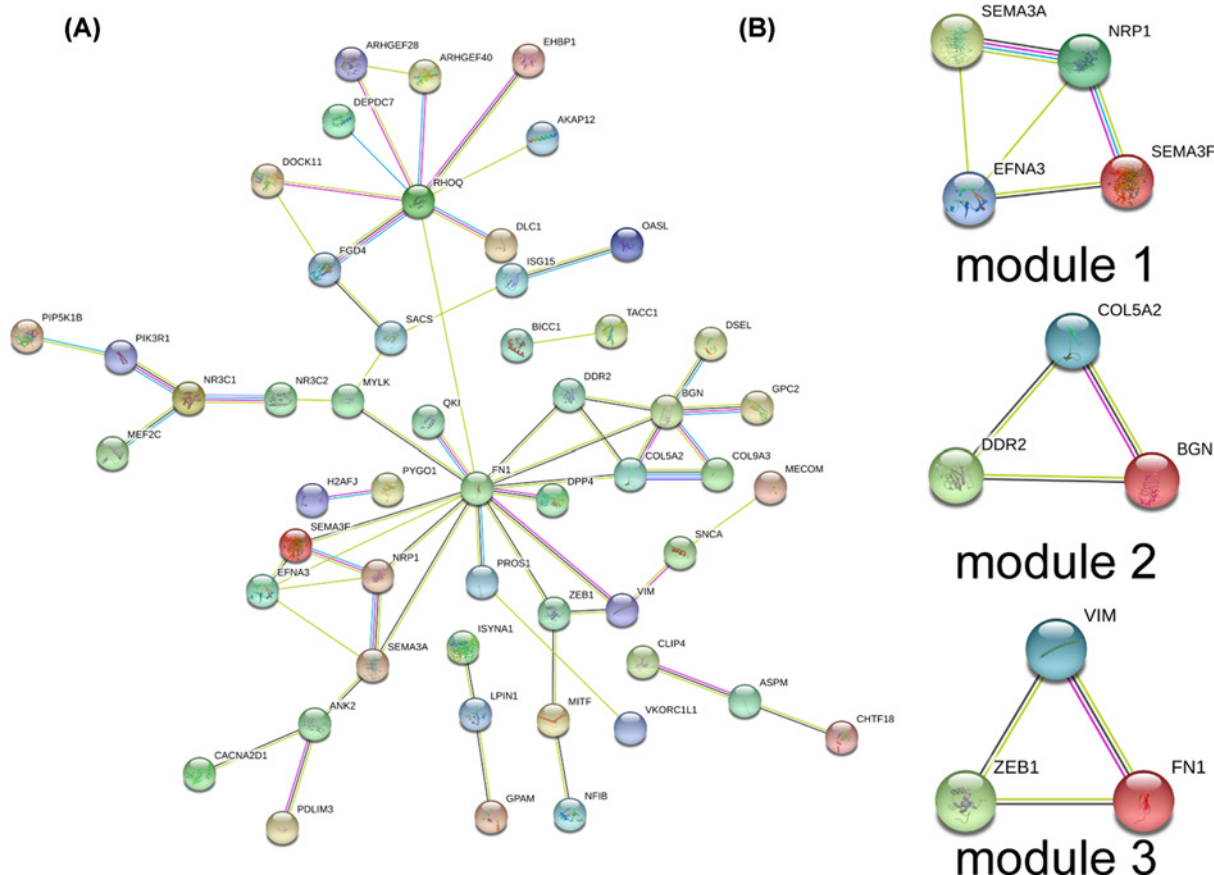 (A)
ARHGEF28
ARHGEF40
EHBP1
DEPDC7
AKAP12
DOCK11
RHOQ
DLC1
OASL
FGD4
ISG15
SACS
BICC1
TACC1
DSEL
PIP5K1B
PIK3R1
NR3C1
NR3C2
MYLK
DDR2
BGN
GPC2
MEF2C
QKI
COL5A2
COL9A3
H2AFJ
PYGO1
FN1
DPP4
MECOM
SEMA3F
NRP1
SNCA
EFNA3
PROS1
ZEB1
VIM
SEMA3A
ISYNA1
CLIP4
ASPM
ANK2
LPIN1
MITF
VKORC1L1
CHTF18
CACNA2D1
PDLIM3
GPAM
NFIB
(B)
SEMA3A
NRP1
EFNA3
SEMA3F
module 1
COL5A2
DDR2
BGN
module 2
VIM
ZEB1
FN1
module 3